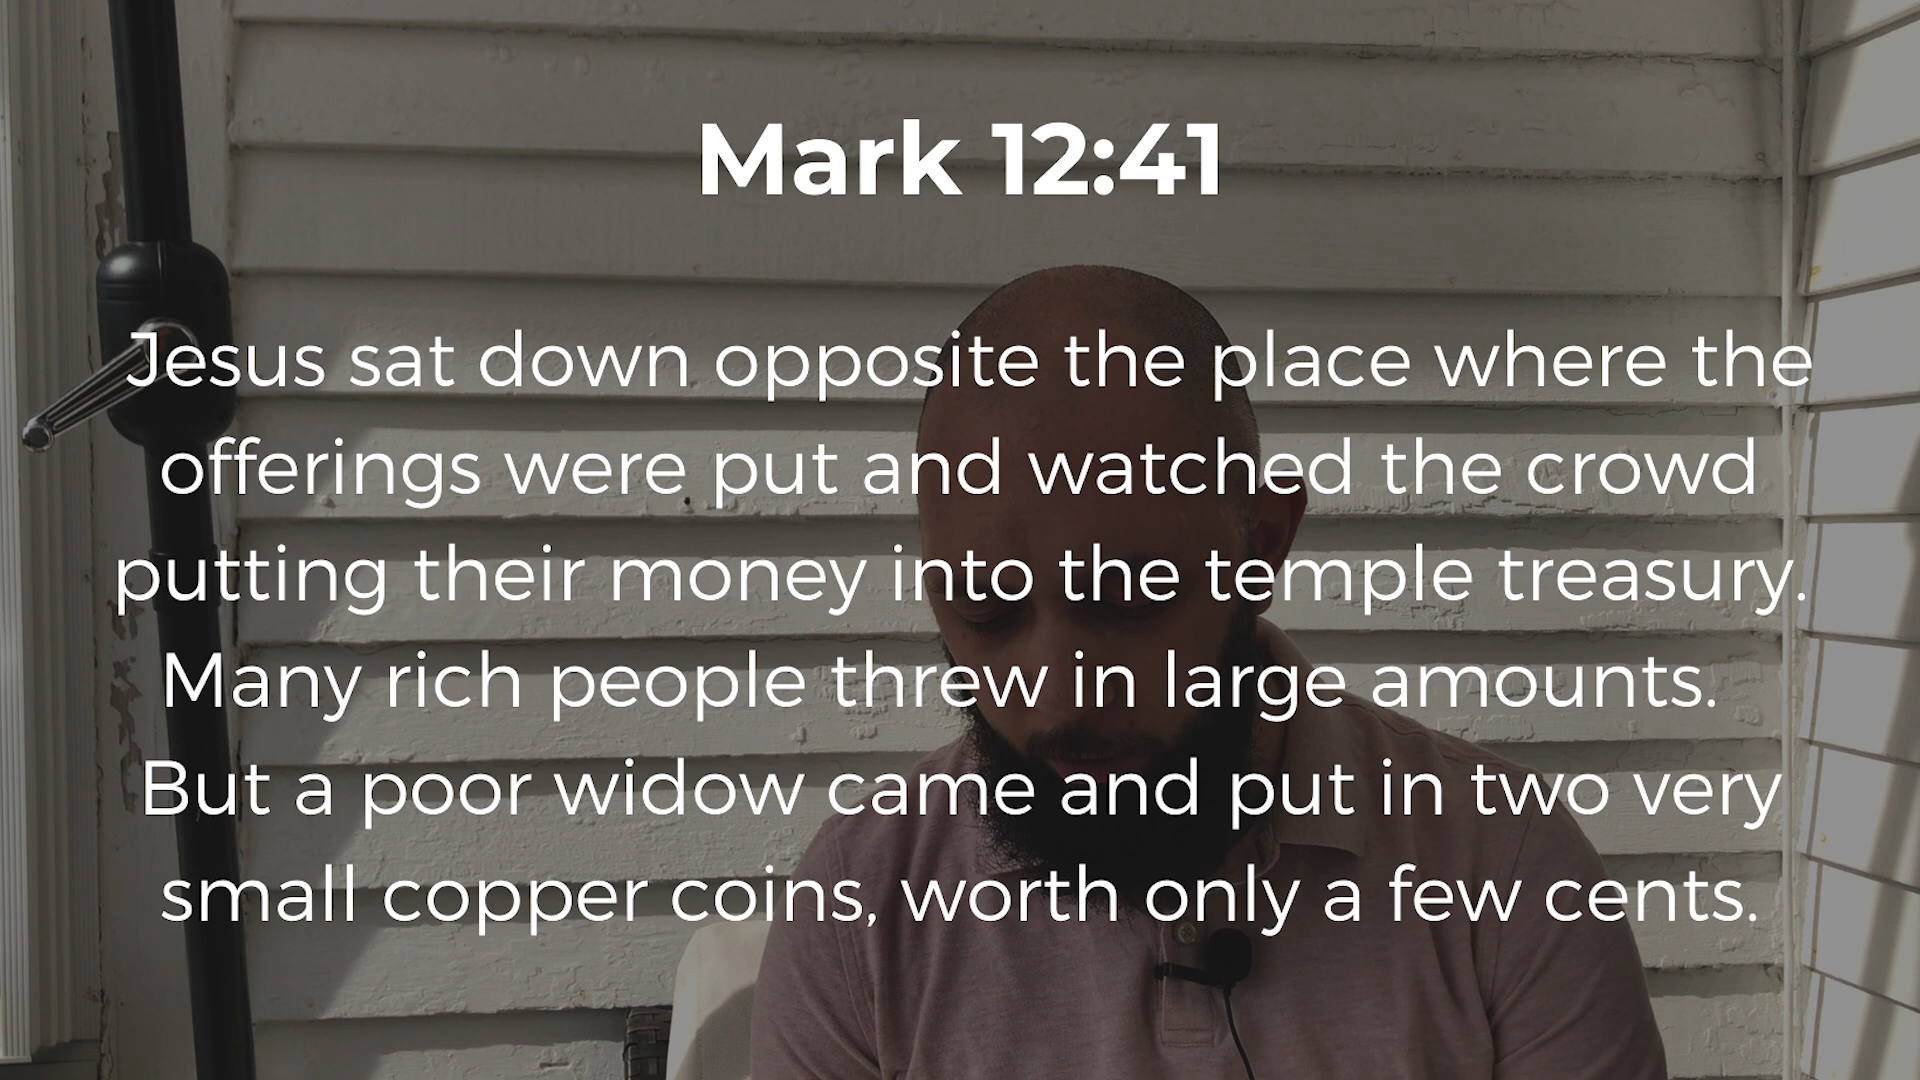 Mark 12:41
Jesus sat down opposite the place where the
offerings were put and watched the crowd
putting their money into the temple treasury.
Many rich people threw in large amounts.
But a poor widow came and put in two very
small copper coins, worth only a few cents.